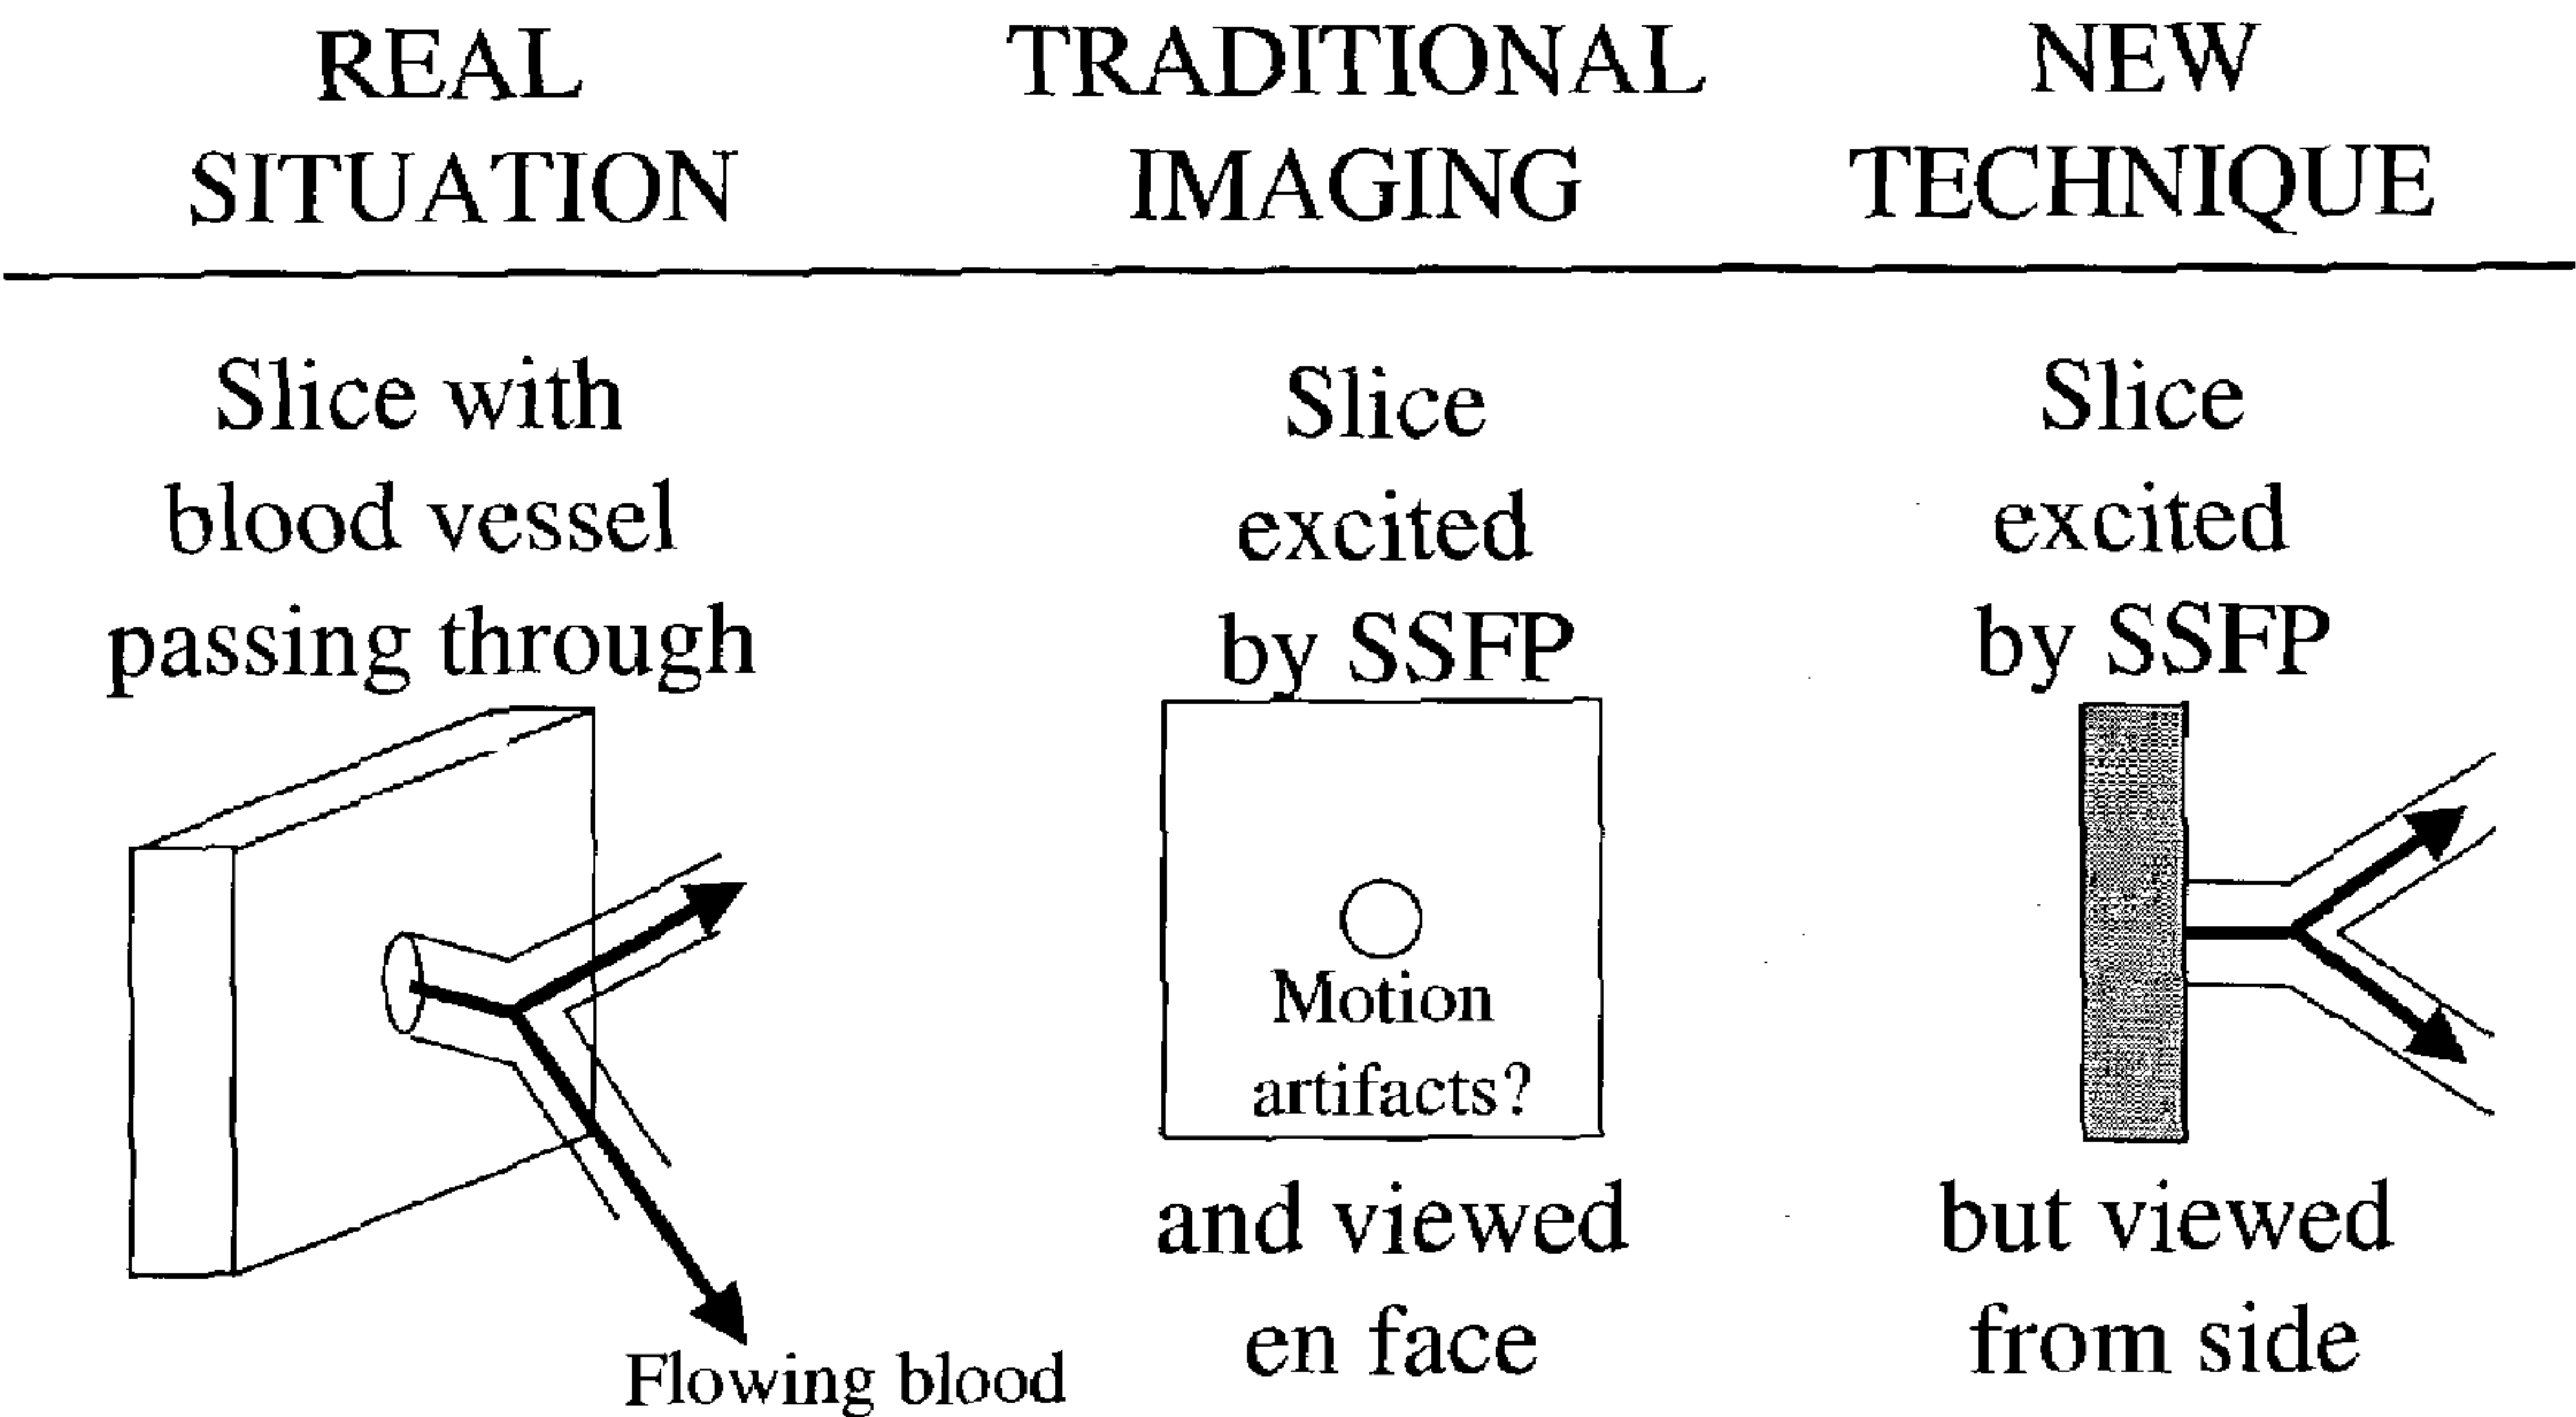 REAL
SITUATION
TRADITIONAL
IMAGING
NEW
TECHNIQUE
Slice with
blood vessel
passing through
Flowing blood
Slice
excited
by SSFP
Motion
artifacts?
and viewed
en face
Slice
excited
by SSFP
but viewed
from side